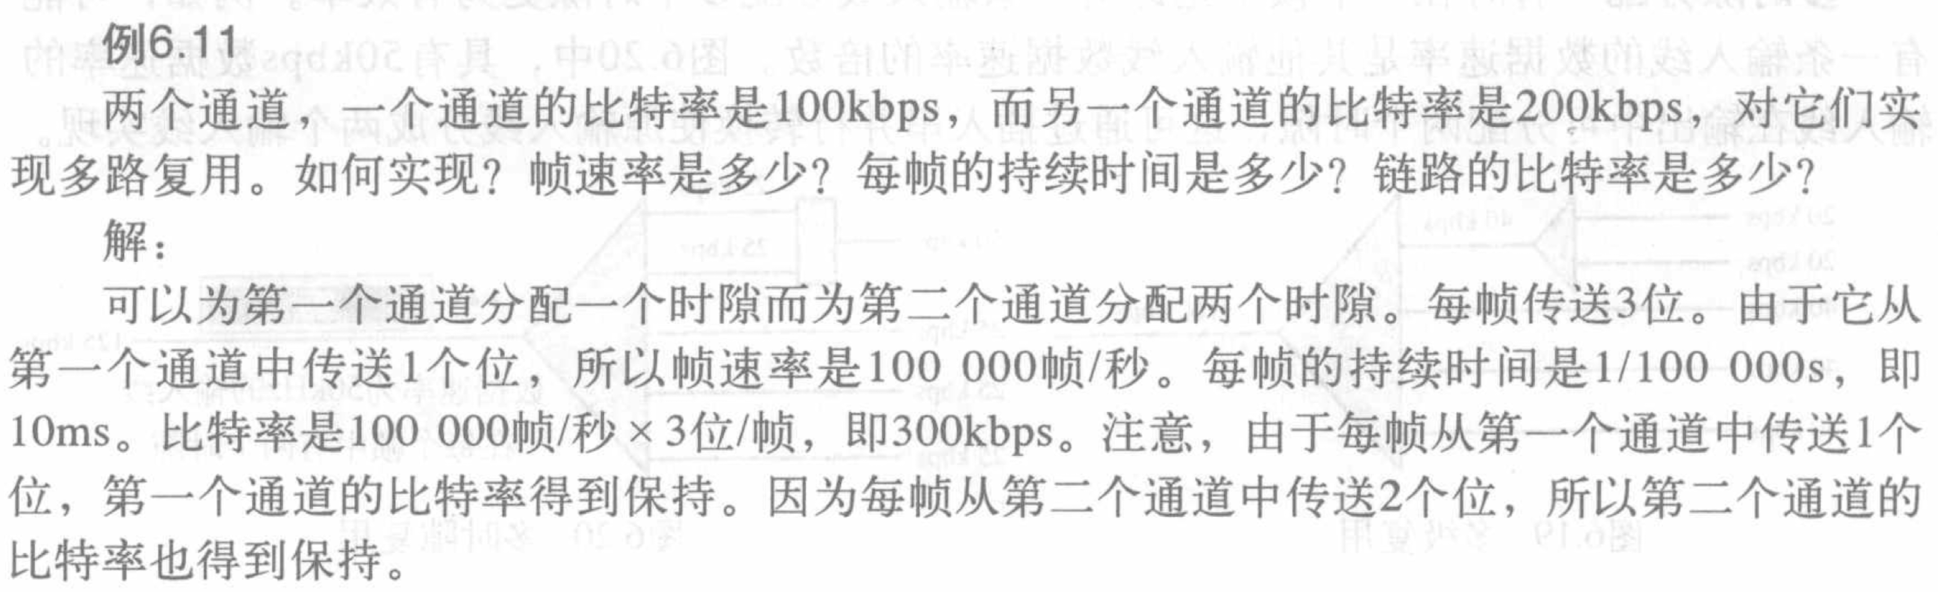 例6.11
两个通道，一个通道的比特率是100kbps，而另一个通道的比特率是200kbps，对它们实
现多路复用。如何实现？帧速率是多少？每帧的持续时间是多少？链路的比特率是多少？
解：
可以为第一个通道分配一个时隙而为第二个通道分配两个时隙。每帧传送3位。由于它从
第一个通道中传送1个位，所以帧速率是100 000帧/秒。每帧的持续时间是1/100 000s，即
10ms。比特率是100 000帧/秒×3位/帧，即300kbps。注意，由于每帧从第一个通道中传送1个
位，第一个通道的比特率得到保持。因为每帧从第二个通道中传送2个位，所以第二个通道的
比特率也得到保持。